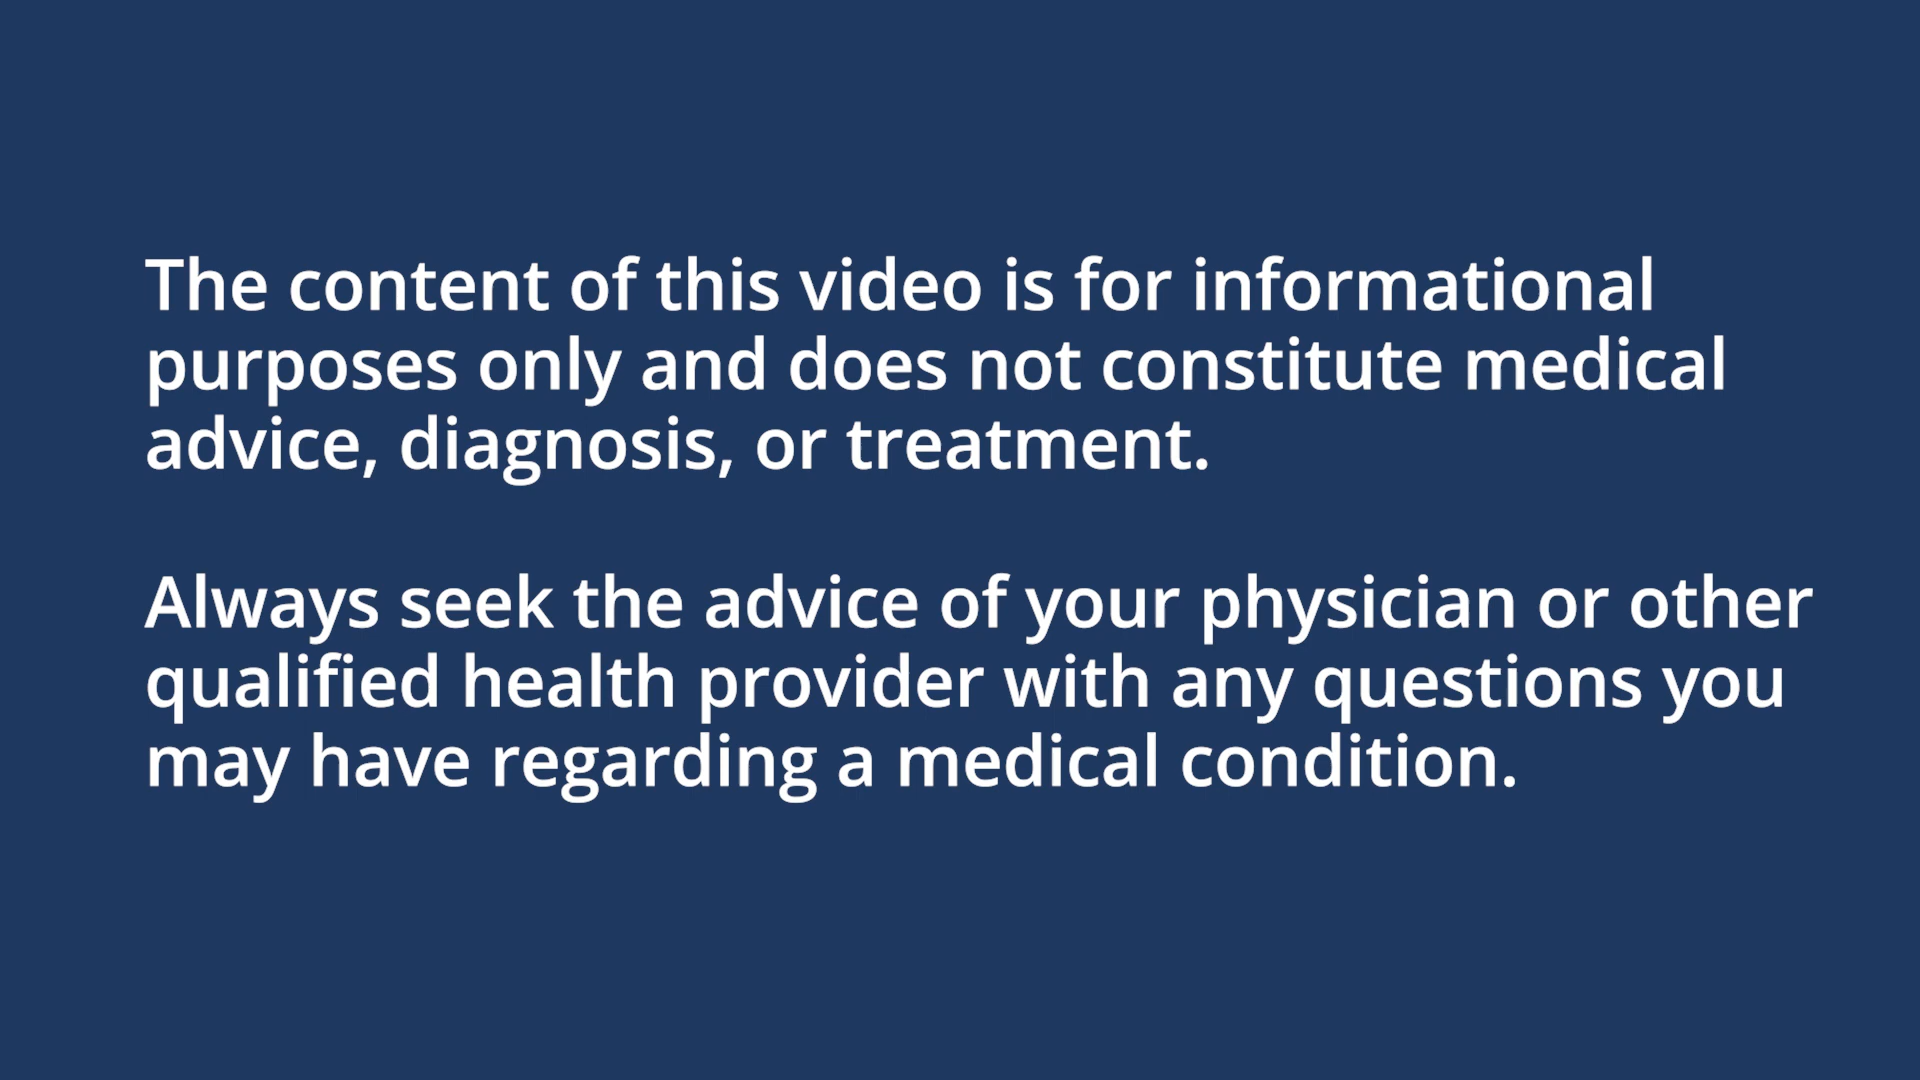 The content of this video is for informational
purposes only and does not constitute medical
advice, diagnosis, or treatment.
Always seek the advice of your physician or other
qualified health provider with any questions you
may have regarding a medical condition.